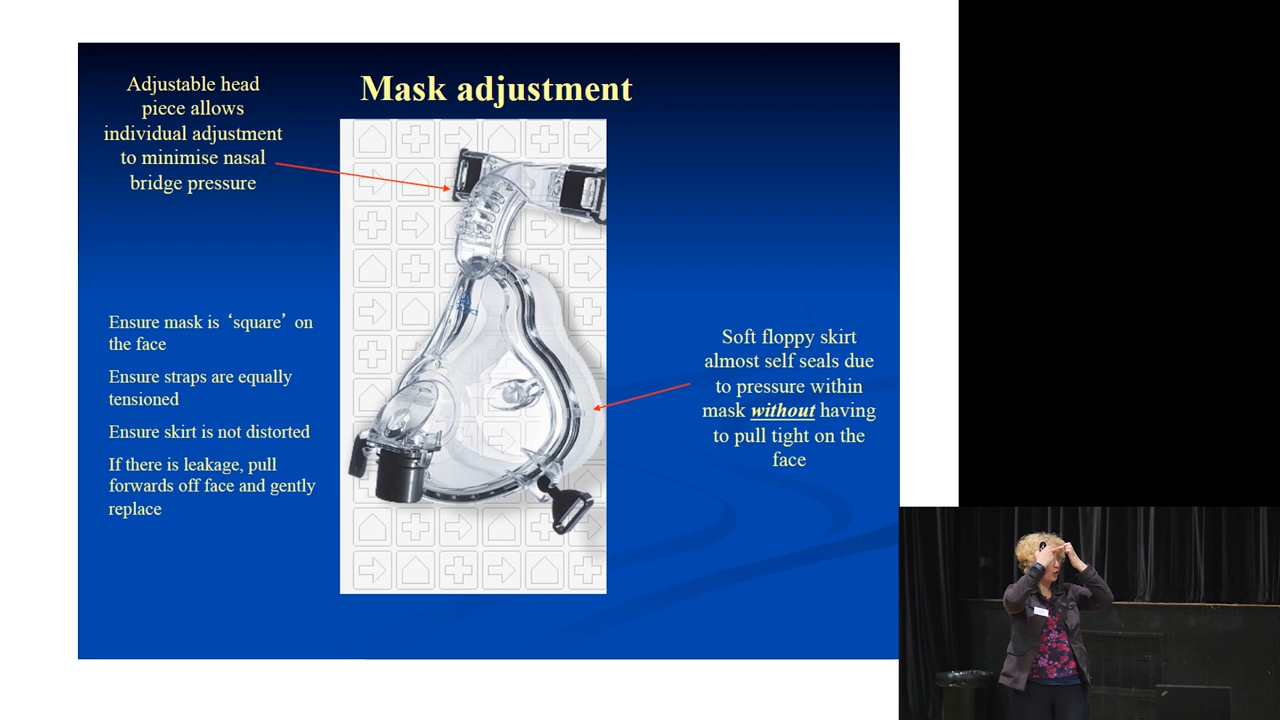 Adjustable head
piece allows
individual adjustment
to minimise nasal
bridge pressure
Mask adjustment
Ensure mask is ‘square’ on
the face
Ensure straps are equally
tensioned
Ensure skirt is not distorted
If there is leakage, pull
forwards off face and gently
replace
Soft floppy skirt
almost self seals due
to pressure within
mask without having
to pull tight on the
face